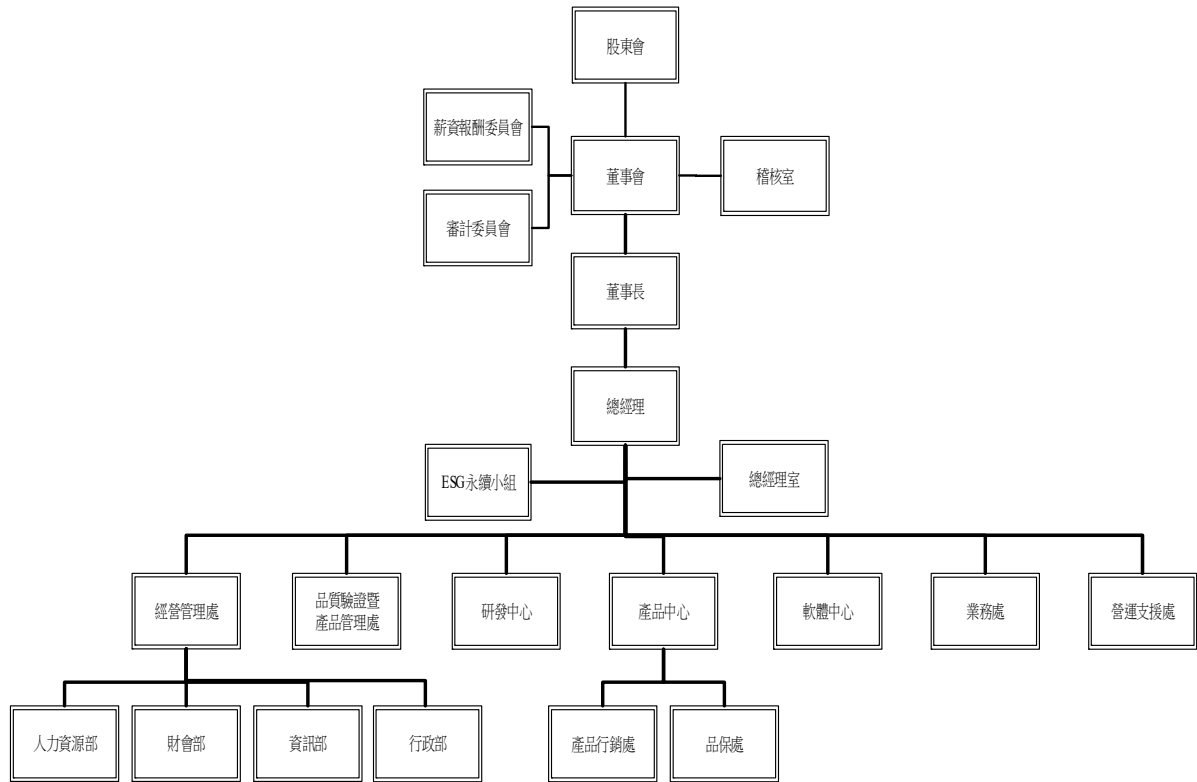 股東會
薪資報酬委員會
董事會
稽核室
審計委員會
董事長
總經理
ESG永續小組
總經理室
經營管理處
品質驗證暨
產品管理處
研發中心
產品中心
軟體中心
業務處
營運支援處
人力資源部
財會部
資訊部
行政部
產品行銷處
品保處